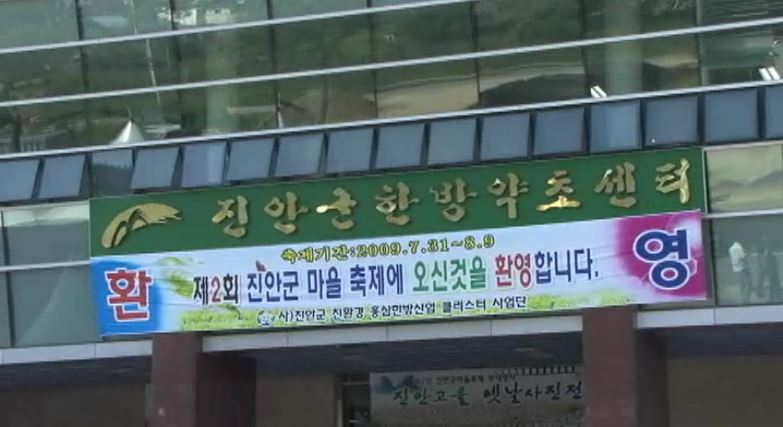 진안군한방약초센터
축제기간:2009.7.31~8.9
환 제2회 진안군 마을 축제에 오신것을 환영합니다. 영
사)진안군 친환경 홍삼한방산업 클러스터 사업단
진안고을 옛날사진전